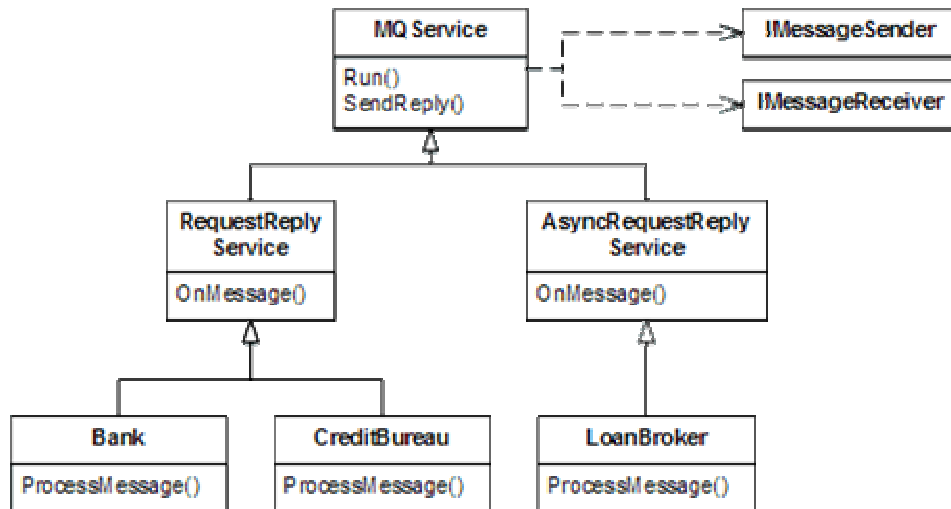 MQService
IMessageSender
Run()
SendReply()
IMessageReceiver
RequestReply
Service
AsyncRequestReply
Service
OnMessage()
OnMessage()
Bank
CreditBureau
LoanBroker
ProcessMessage()
ProcessMessage()
ProcessMessage()